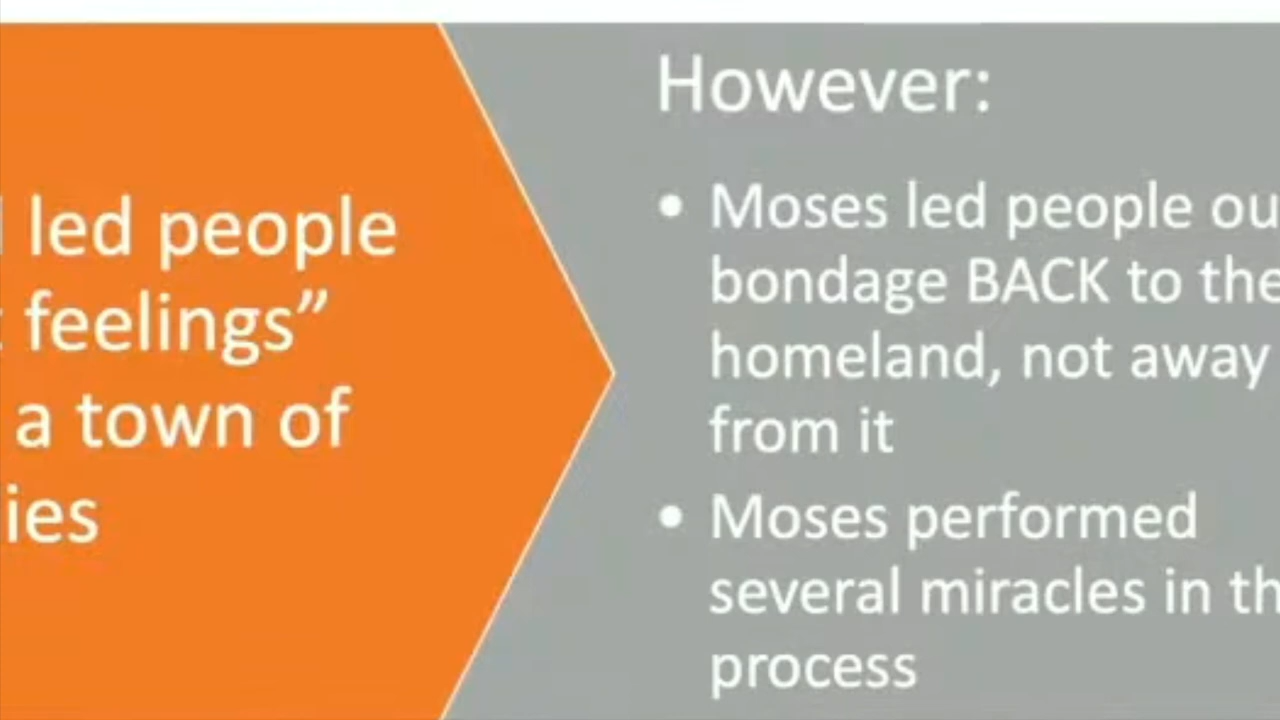 led people
feelings”
a town of
ies
However:
• Moses led people ou
bondage BACK to the
homeland, not away
from it
• Moses performed
several miracles in th
process